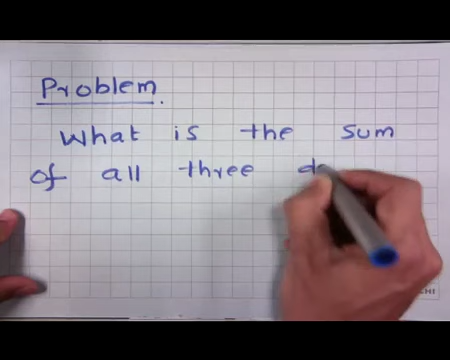 Problem.
What is the sum
of all three